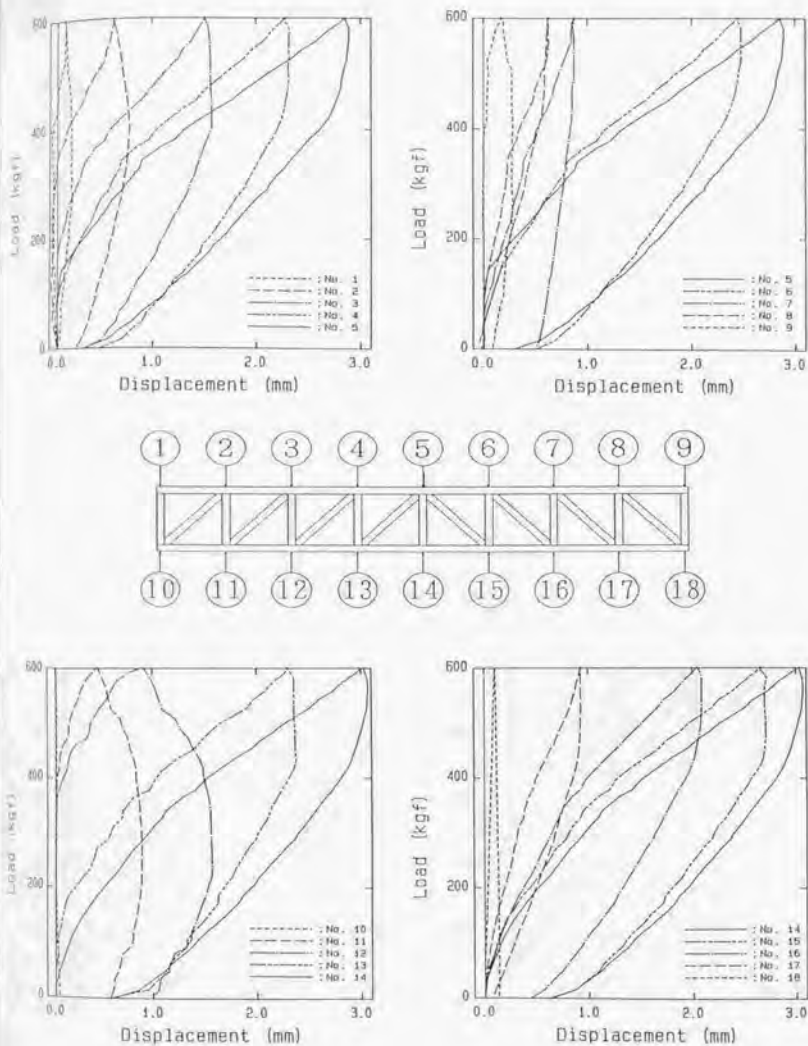 600
400
200
0
Load (kgf)
0.0 1.0 2.0 3.0
Displacement (mm)
:No. 1
:No. 2
:No. 3
:No. 4
:No. 5
600
400
200
0
Load (kgf)
0.0 1.0 2.0 3.0
Displacement (mm)
:No. 5
:No. 6
:No. 7
:No. 8
:No. 9
1 2 3 4 5 6 7 8 9
10 11 12 13 14 15 16 17 18
600
400
200
0
Load (kgf)
0.0 1.0 2.0 3.0
Displacement (mm)
:No. 10
:No. 11
:No. 12
:No. 13
:No. 14
600
400
200
0
Load (kgf)
0.0 1.0 2.0 3.0
Displacement (mm)
:No. 14
:No. 15
:No. 16
:No. 17
:No. 18